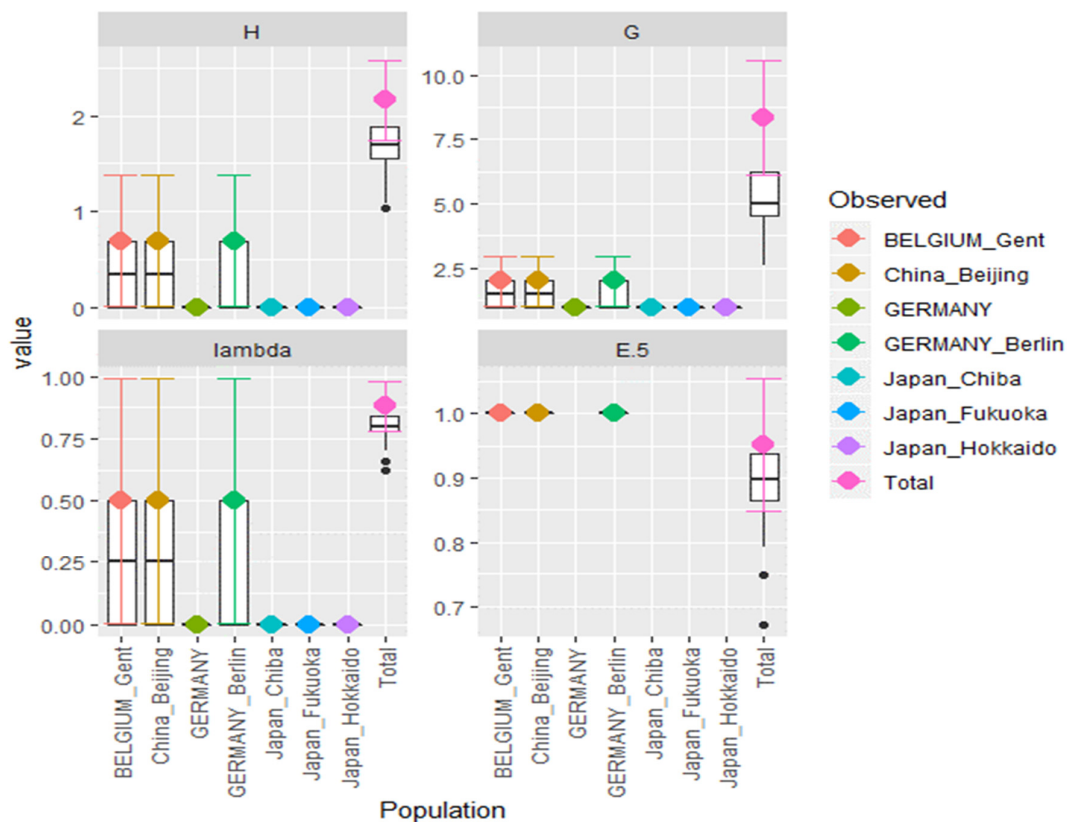 H
G
2
1
0
10.0
7.5
5.0
2.5
value
lambda
E.5
1.00
0.75
0.50
0.25
0.00
1.0
0.9
0.8
0.7
BELGIUM_Gent
China_Beijing
GERMANY
GERMANY_Berlin
Japan_Chiba
Japan_Fukuoka
Japan_Hokkaido
Total
BELGIUM_Gent
China_Beijing
GERMANY
GERMANY_Berlin
Japan_Chiba
Japan_Fukuoka
Japan_Hokkaido
Total
Population
Observed
BELGIUM_Gent
China_Beijing
GERMANY
GERMANY_Berlin
Japan_Chiba
Japan_Fukuoka
Japan_Hokkaido
Total